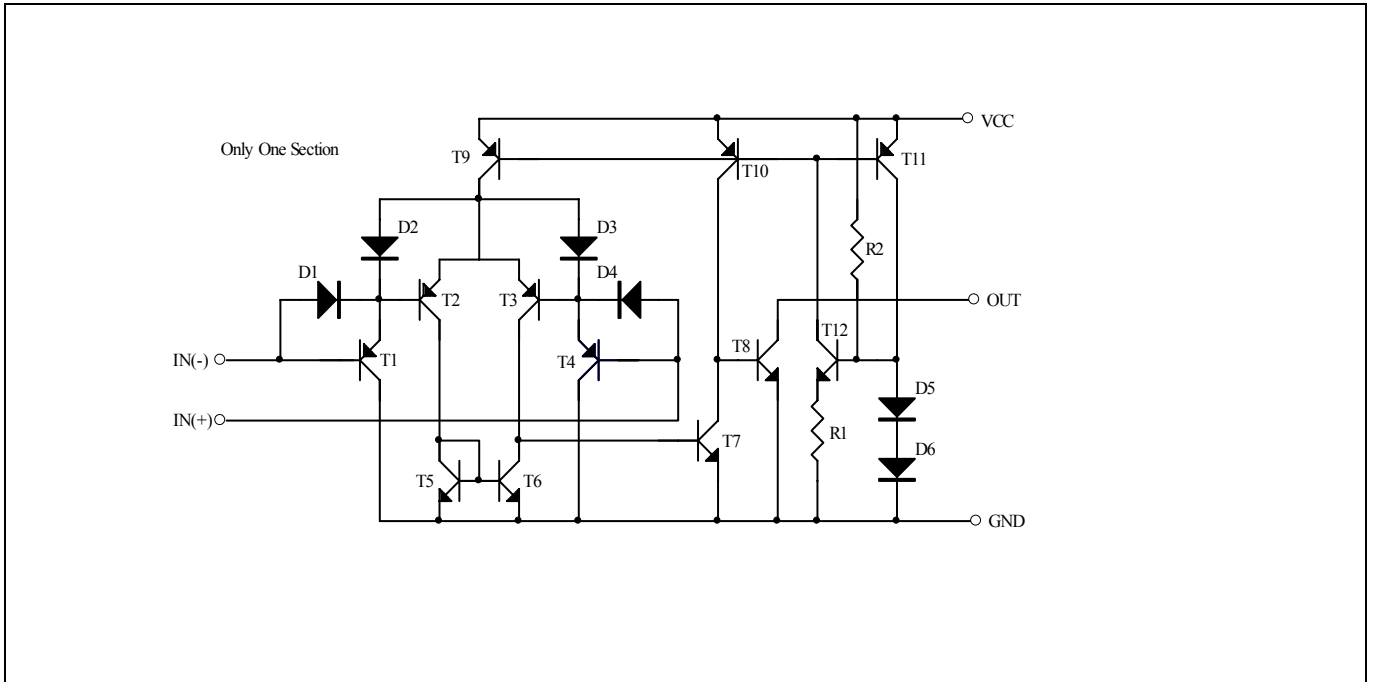 VCC
Only One Section
T9
T10
T11
D2
D3
R2
D1
D4
T2
T3
OUT
T12
T8
IN(-)
T1
T4
D5
IN(+)
R1
T7
D6
T5
T6
GND